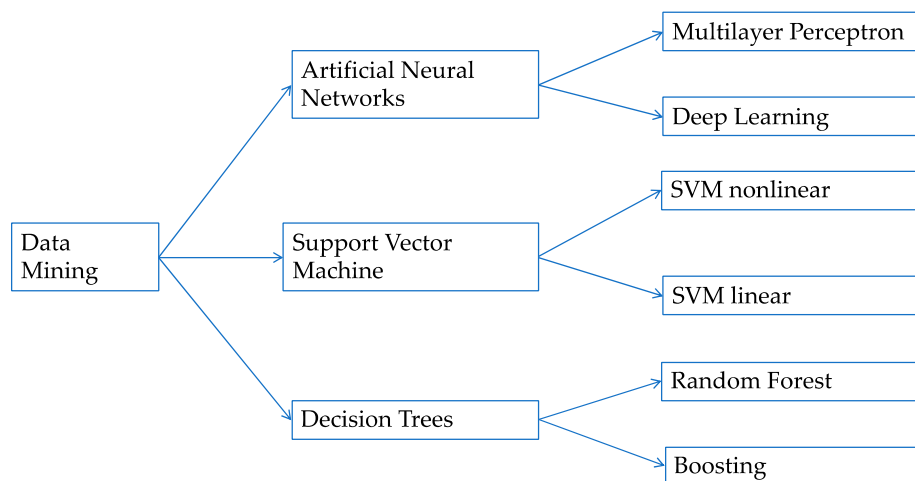 Data
Mining
Artificial Neural
Networks
Support Vector
Machine
Decision Trees
Multilayer Perceptron
Deep Learning
SVM nonlinear
SVM linear
Random Forest
Boosting